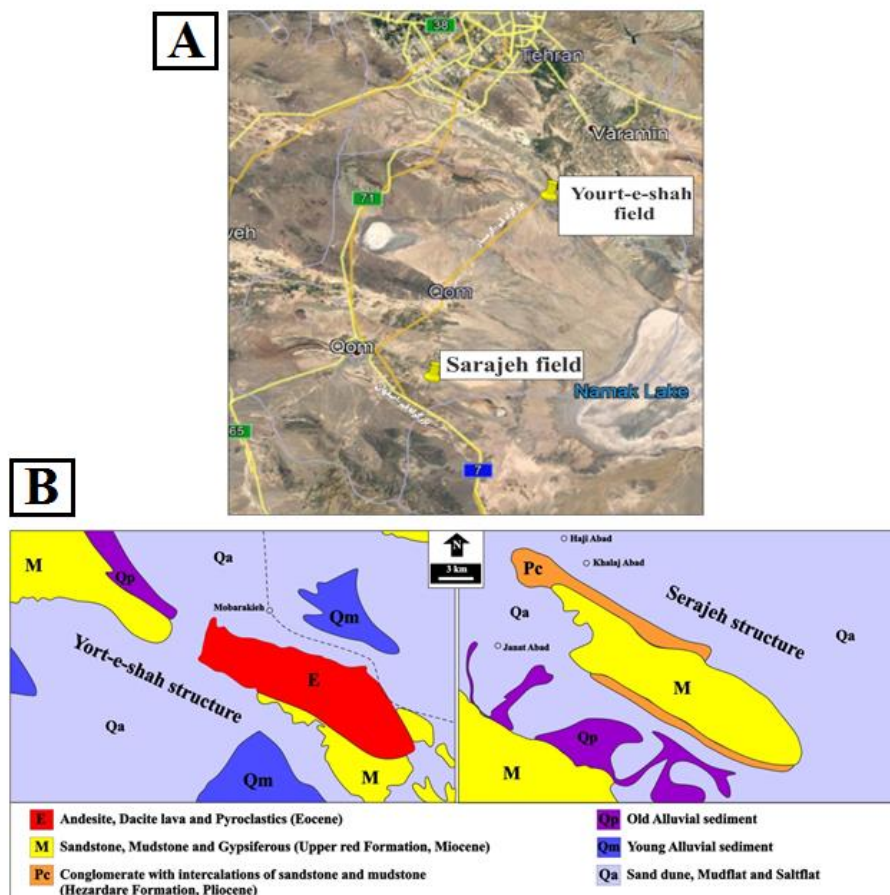 A
38
Tehran
Varamin
Yourt-e-shah
field
71
veh
Qom
Qom
Sarajeh field
Namak Lake
65
7
B
M
Qp
Qa
Mobarakieh
Qm
Yort-e-shah structure
E
Qa
Qm
M
N
3 km
Haji Abad
Pc
Khalaj Abad
Qa
Serajeh structure
Qa
Janat Abad
M
Qp
M
E Andesite, Dacite lava and Pyroclastics (Eocene)
M Sandstone, Mudstone and Gypsiferous (Upper red Formation, Miocene)
Pc Conglomerate with intercalations of sandstone and mudstone
(Hezardare Formation, Pliocene)
Qp Old Alluvial sediment
Qm Young Alluvial sediment
Qa Sand dune, Mudflat and Saltflat